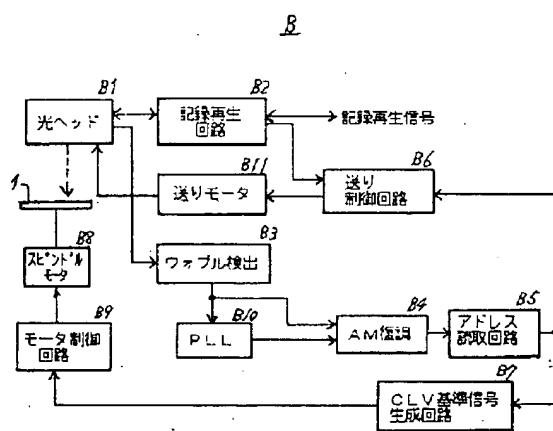 B
B1
光ヘッド
B2
記録再生
回路
記録再生信号
B11
送りモータ
B6
送り
制御回路
1
B8
スピンドル
モータ
B3
ウォブル検出
B9
モータ制御
回路
B10
PLL
B4
AM復調
B5
アドレス
読取回路
B7
CLV基準信号
生成回路